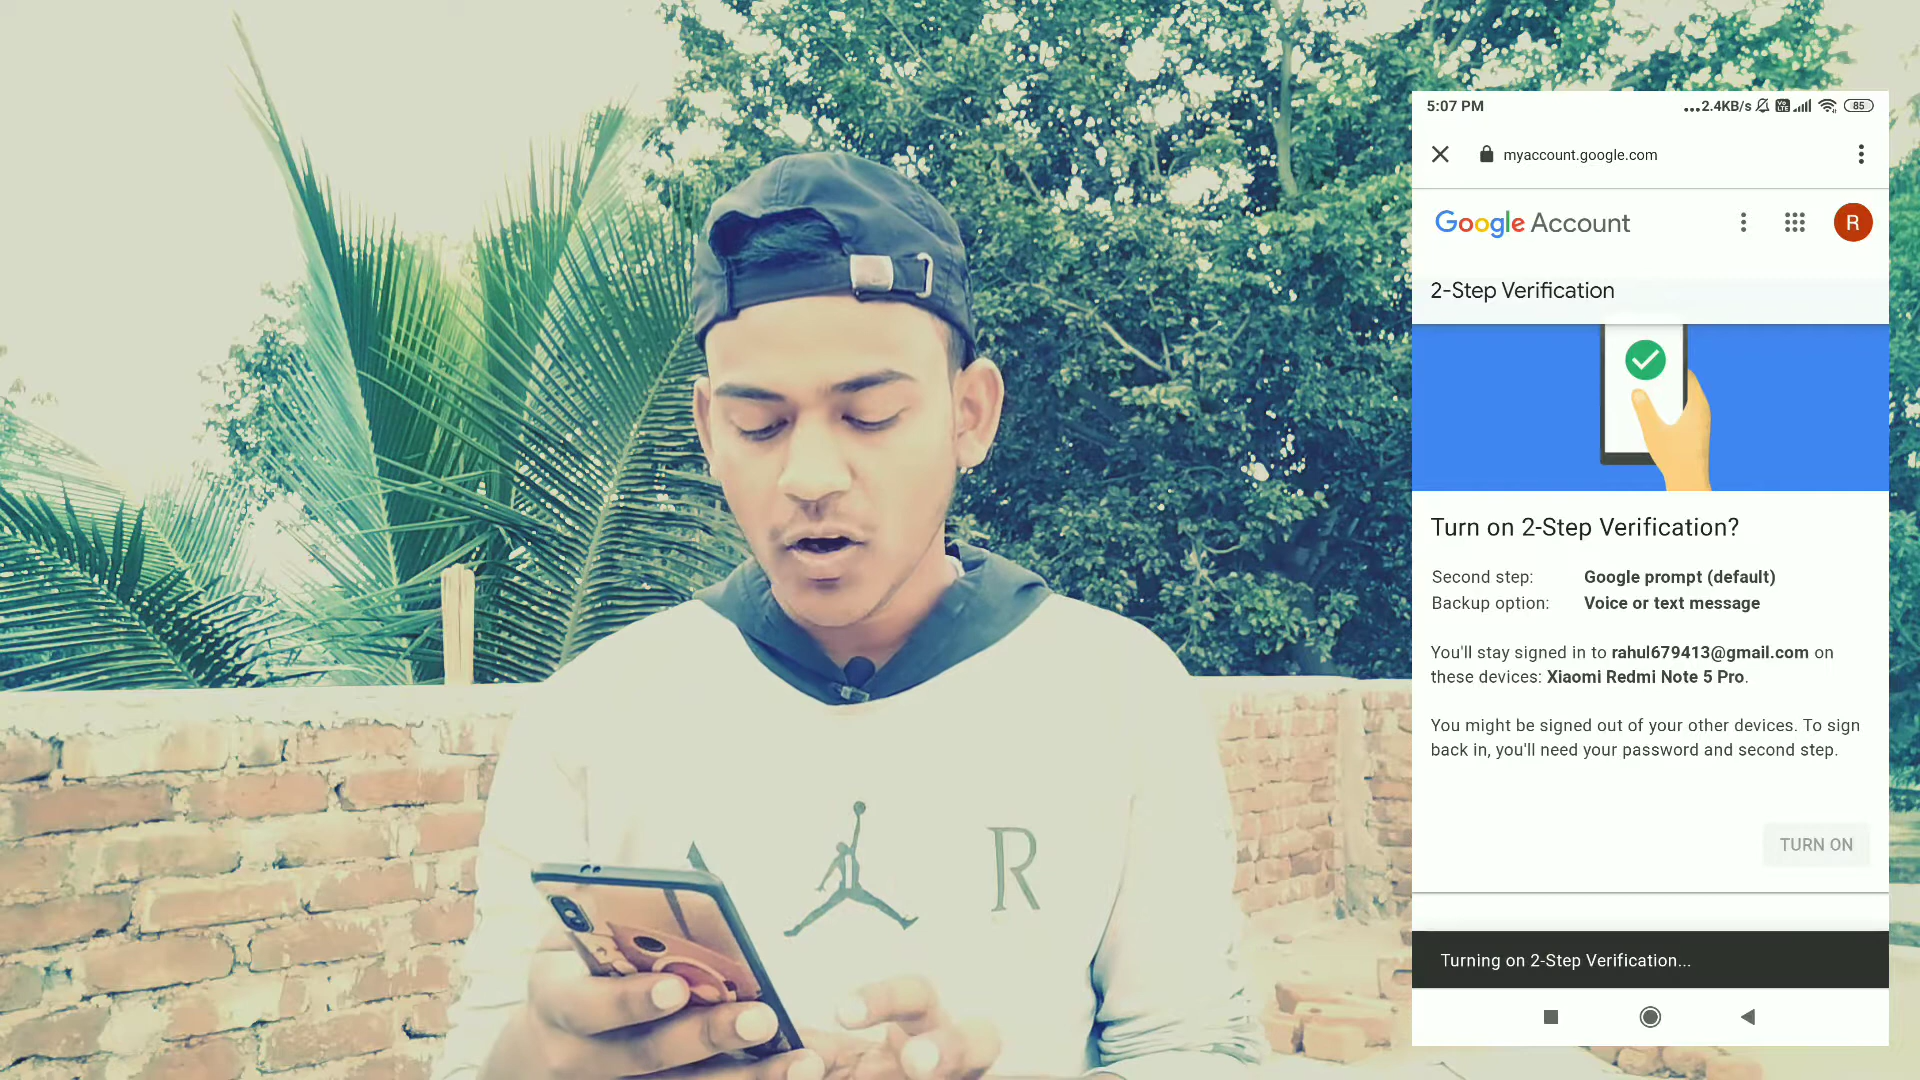 5:07 PM
...2.4KB/s
85
myaccount.google.com
Google Account
R
2-Step Verification
Turn on 2-Step Verification?
Second step: Google prompt (default)
Backup option: Voice or text message
You'll stay signed in to rahul679413@gmail.com on
these devices: Xiaomi Redmi Note 5 Pro.
You might be signed out of your other devices. To sign
back in, you'll need your password and second step.
TURN ON
Turning on 2-Step Verification...
R